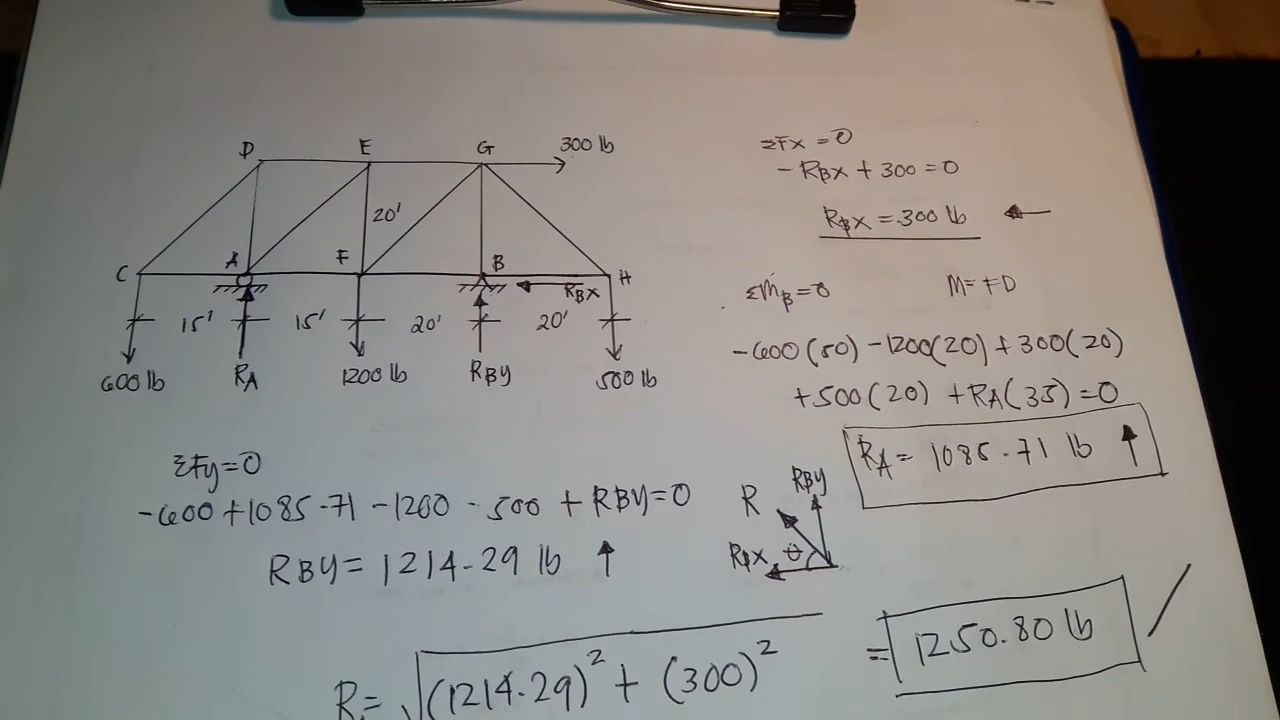 D E G 300 lb
20'
C A F B H
RBX
15' 15' 20' 20'
600 lb RA 1200 lb RBY 500 lb
ΣFy=0
-600 +1085.71 -1200 -500 + RBY=0
RBY= 1214.29 lb ↑
ΣFx =0
- RBX + 300 =0
RBX = 300 lb ←
ΣMB=0 M= FD
-600(50) -1200(20) +300(20)
+500(20) +RA(35) =0
RA= 1085.71 lb ↑
R RBY
RBX θ
R= √(1214.29)² + (300)² = 1250.80 lb